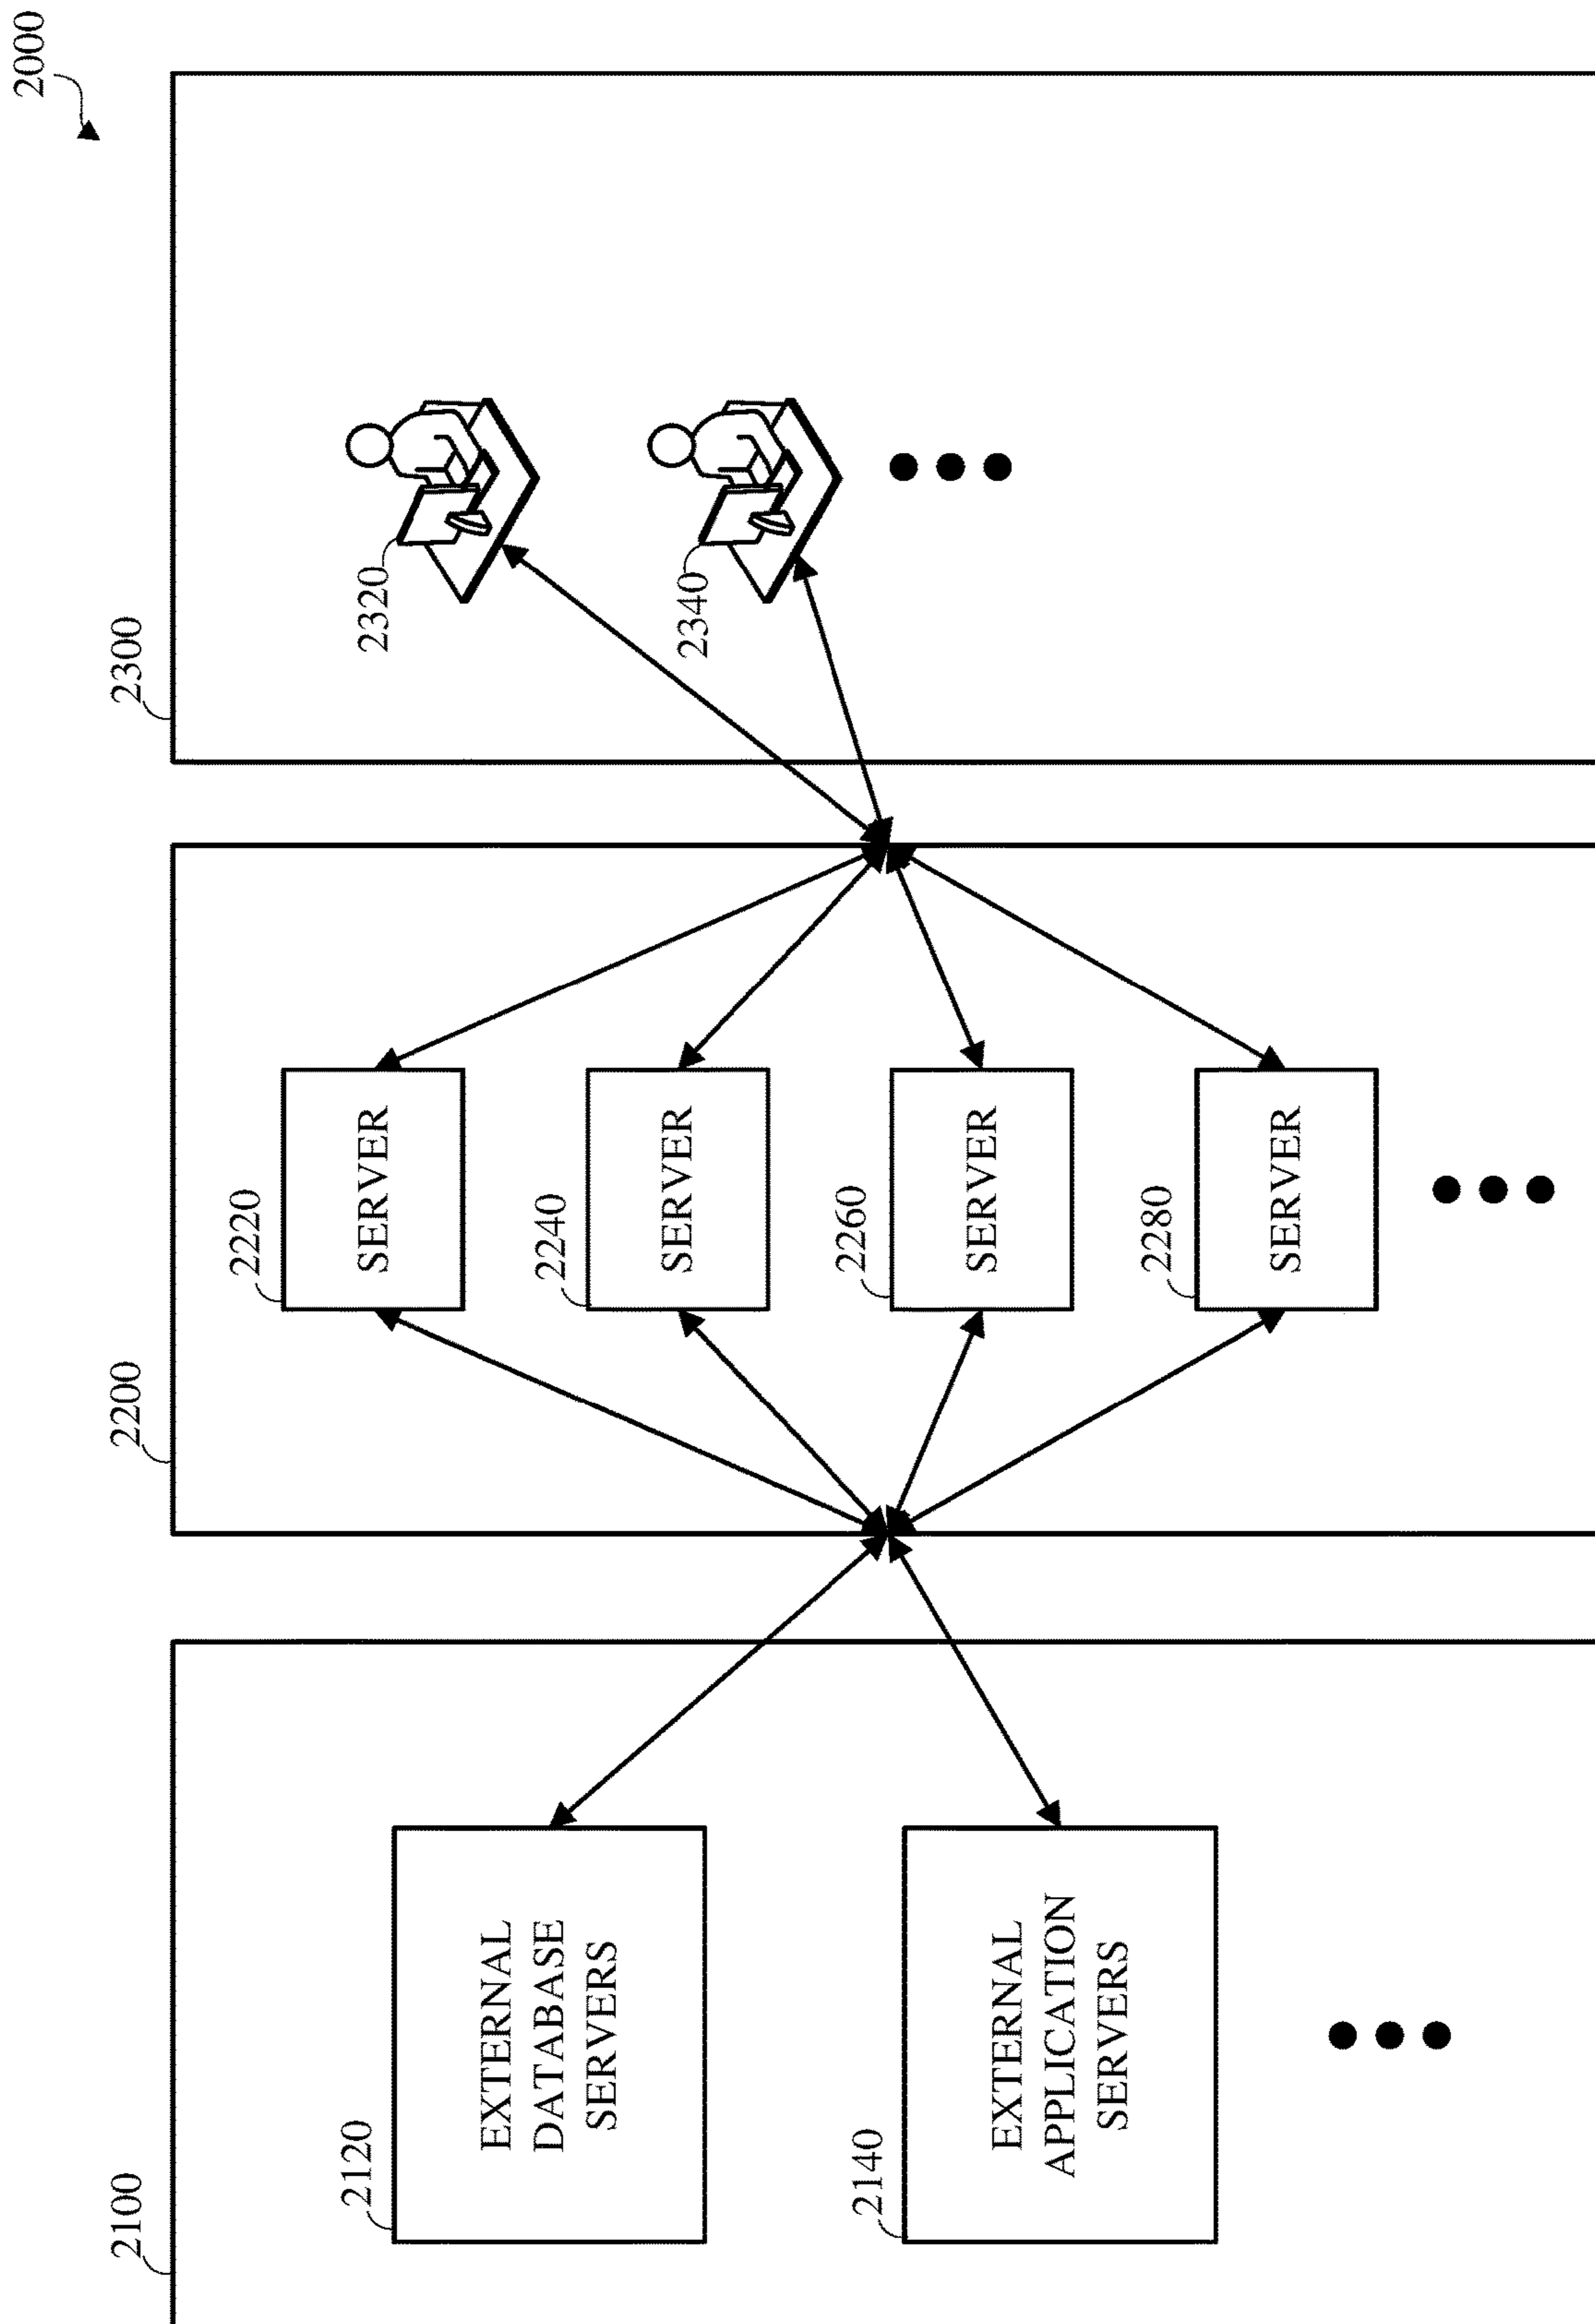 2000
2100
2120
EXTERNAL
DATABASE
SERVERS
2140
EXTERNAL
APPLICATION
SERVERS
2200
2220
SERVER
2240
SERVER
2260
SERVER
2280
SERVER
2300
2320
2340